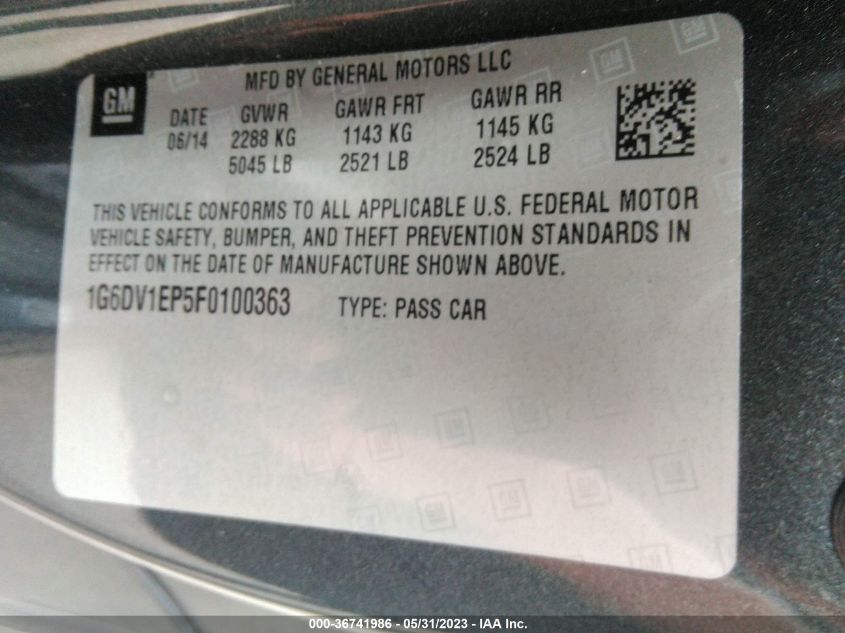 GM
MFD BY GENERAL MOTORS LLC
DATE GVWR GAWR FRT GAWR RR
06/14 2288 KG 1143 KG 1145 KG
5045 LB 2521 LB 2524 LB
THIS VEHICLE CONFORMS TO ALL APPLICABLE U.S. FEDERAL MOTOR
VEHICLE SAFETY, BUMPER, AND THEFT PREVENTION STANDARDS IN
EFFECT ON THE DATE OF MANUFACTURE SHOWN ABOVE.
1G6DV1EP5F0100363 TYPE: PASS CAR
000-36741986 - 05/31/2023 - IAA Inc.